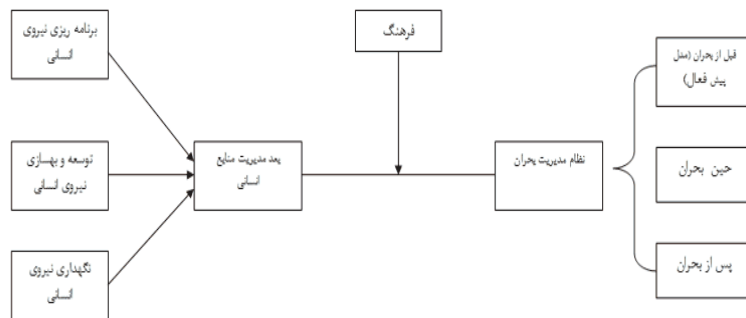 برنامه ریزی نیروی
انسانی
فرهنگ
قبل از بحران (مدل
پیش فعال)
توسعه و بهسازی
نیروی انسانی
بعد مدیریت منابع
انسانی
نظام مدیریت بحران
حین بحران
نگهداری نیروی
انسانی
پس از بحران